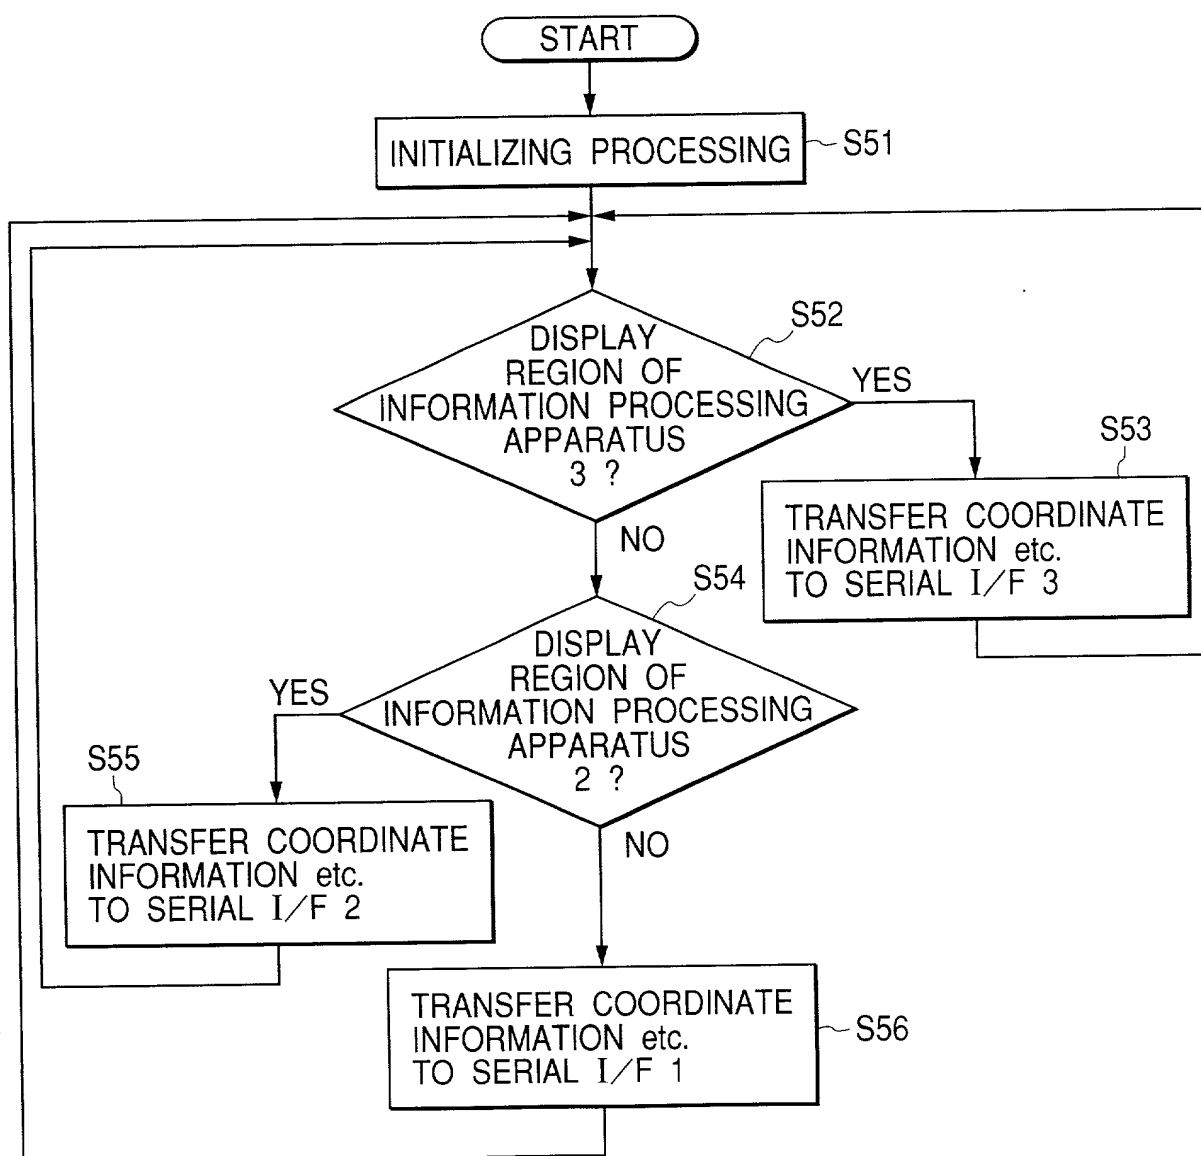 START
INITIALIZING PROCESSING
S51
S52
DISPLAY
REGION OF
INFORMATION PROCESSING
APPARATUS
3 ?
YES
NO
S53
TRANSFER COORDINATE
INFORMATION etc.
TO SERIAL I/F 3
S54
DISPLAY
REGION OF
INFORMATION PROCESSING
APPARATUS
2 ?
YES
NO
S55
TRANSFER COORDINATE
INFORMATION etc.
TO SERIAL I/F 2
TRANSFER COORDINATE
INFORMATION etc.
TO SERIAL I/F 1
S56